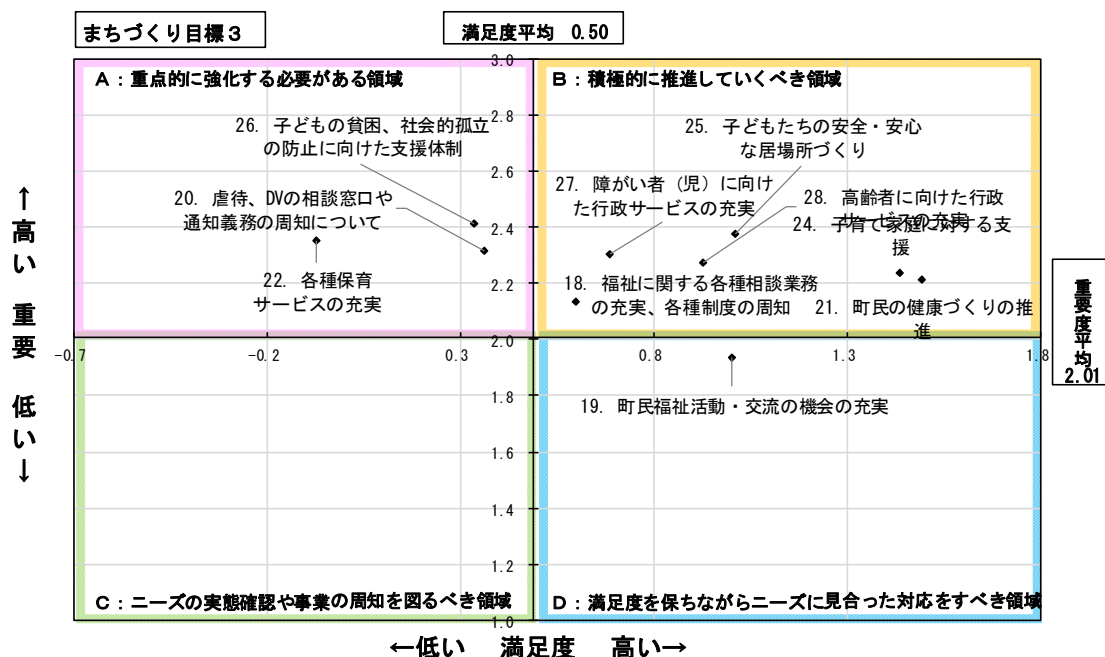 まちづくり目標３
満足度平均　0.50
A：重点的に強化する必要がある領域
B：積極的に推進していくべき領域
26. 子どもの貧困、社会的孤立
の防止に向けた支援体制
25. 子どもたちの安全・安心
な居場所づくり
20. 虐待、DVの相談窓口や
通知義務の周知について
27. 障がい者（児）に向け
た行政サービスの充実
28. 高齢者に向けた行政
サービスの充実
24. 子育て家庭に対する支
援
22. 各種保育
サービスの充実
18. 福祉に関する各種相談業務
の充実、各種制度の周知
21. 町民の健康づくりの推
進
19. 町民福祉活動・交流の機会の充実
C：ニーズの実態確認や事業の周知を図るべき領域
D：満足度を保ちながらニーズに見合った対応をすべき領域
3.0
2.8
2.6
2.4
2.2
2.0
1.8
1.6
1.4
1.2
1.0
-0.7
-0.2
0.3
0.8
1.3
1.8
↑高い　重要　低い↓
重要度平均
2.01
←低い　満足度　高い→